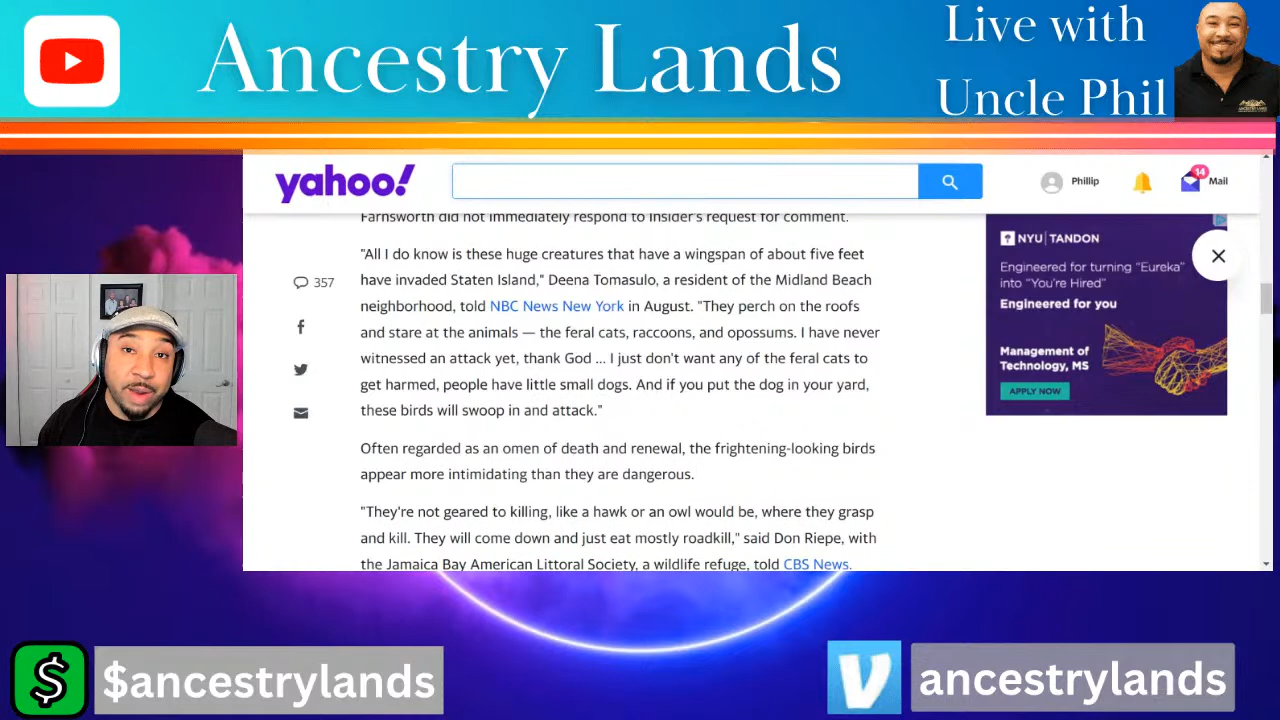 Ancestry Lands
Live with
Uncle Phil
yahoo!
Phillip
14
Mail
Farnsworth did not immediately respond to Insider's request for comment.
"All I do know is these huge creatures that have a wingspan of about five feet
have invaded Staten Island," Deena Tomasulo, a resident of the Midland Beach
neighborhood, told NBC News New York in August. "They perch on the roofs
and stare at the animals — the feral cats, raccoons, and opossums. I have never
witnessed an attack yet, thank God ... I just don't want any of the feral cats to
get harmed, people have little small dogs. And if you put the dog in your yard,
these birds will swoop in and attack."
Often regarded as an omen of death and renewal, the frightening-looking birds
appear more intimidating than they are dangerous.
"They're not geared to killing, like a hawk or an owl would be, where they grasp
and kill. They will come down and just eat mostly roadkill," said Don Riepe, with
the Jamaica Bay American Littoral Society, a wildlife refuge, told CBS News.
357
NYU | TANDON
Engineered for turning "Eureka"
into "You're Hired"
Engineered for you
Management of
Technology, MS
APPLY NOW
$ancestrylands
ancestrylands